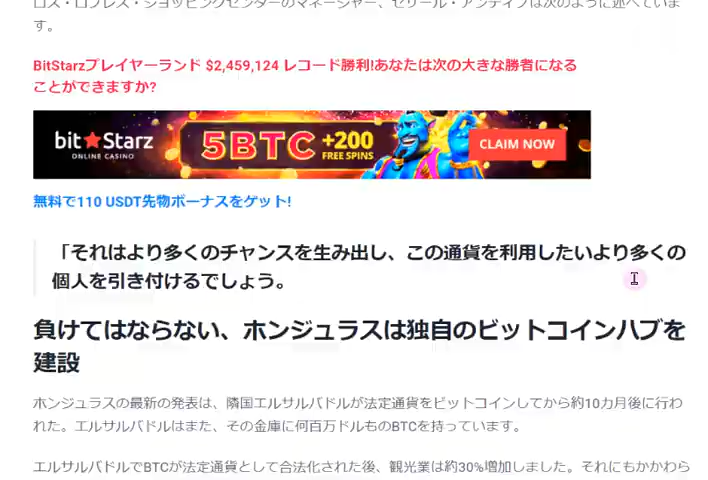 ロス・ロブレス・ショッピングセンターのマネージャー、セリール・アンティノは次のように述べていま
す。
BitStarzプレイヤーランド $2,459,124 レコード勝利!あなたは次の大きな勝者になる
ことができますか?
bit★Starz
ONLINE CASINO
5BTC
+200
FREE SPINS
CLAIM NOW
無料で110 USDT先物ボーナスをゲット!
「それはより多くのチャンスを生み出し、この通貨を利用したいより多くの
個人を引き付けるでしょう。
負けてはならない、ホンジュラスは独自のビットコインハブを
建設
ホンジュラスの最新の発表は、隣国エルサルバドルが法定通貨をビットコインしてから約10カ月後に行わ
れた。エルサルバドルはまた、その金庫に何百万ドルものBTCを持っています。
エルサルバドルでBTCが法定通貨として合法化された後、観光業は約30%増加しました。それにもかかわら